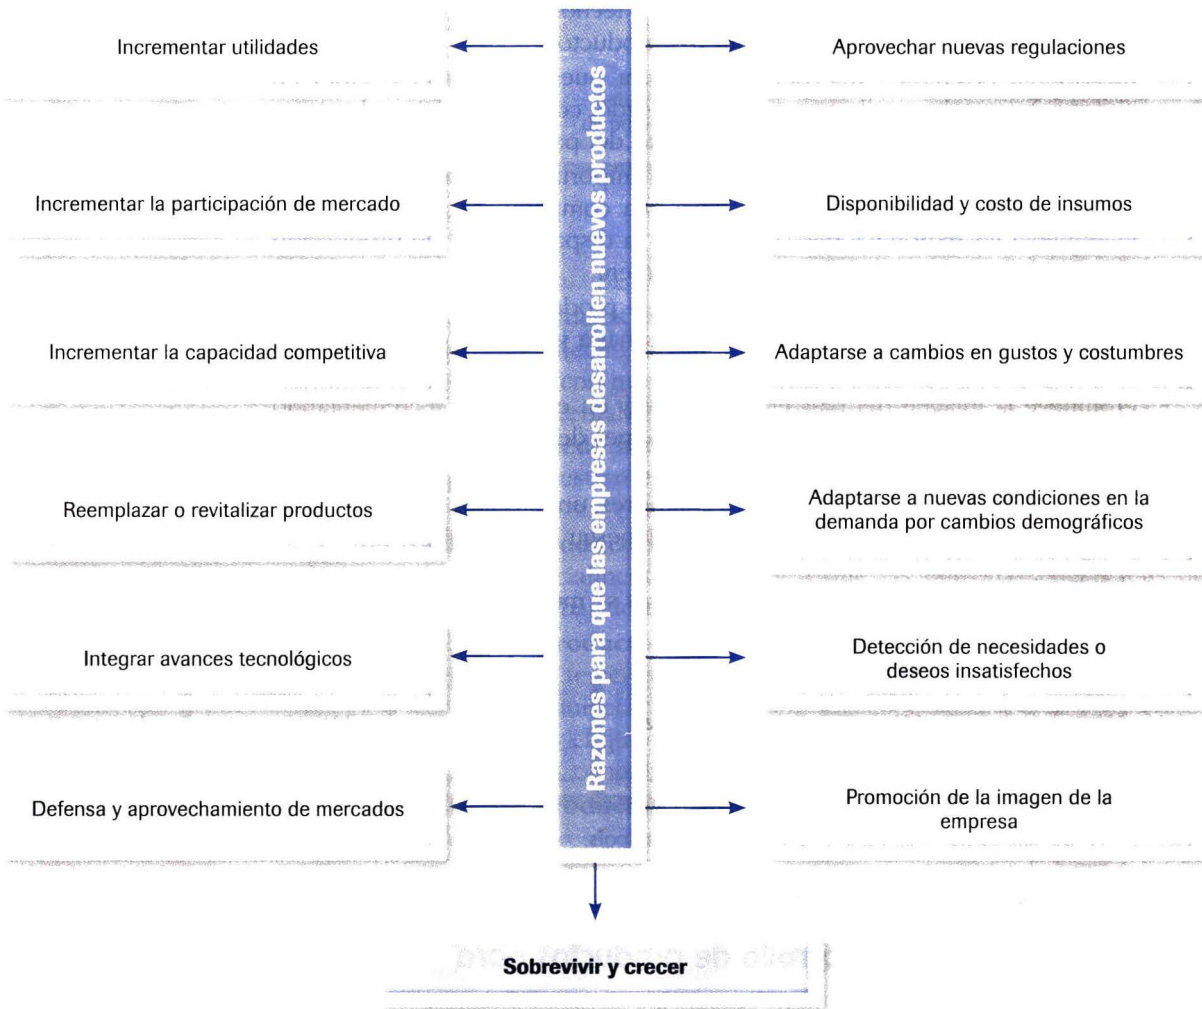 Incrementar utilidades
Incrementar la participación de mercado
Incrementar la capacidad competitiva
Reemplazar o revitalizar productos
Integrar avances tecnológicos
Defensa y aprovechamiento de mercados
Razones para que las empresas desarrollen nuevos productos
Aprovechar nuevas regulaciones
Disponibilidad y costo de insumos
Adaptarse a cambios en gustos y costumbres
Adaptarse a nuevas condiciones en la
demanda por cambios demográficos
Detección de necesidades o
deseos insatisfechos
Promoción de la imagen de la
empresa
Sobrevivir y crecer